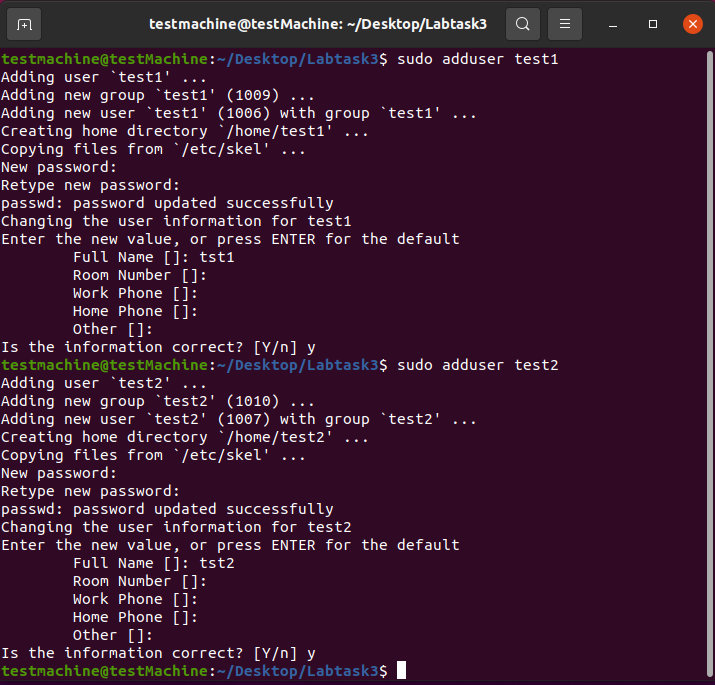 testmachine@testMachine: ~/Desktop/Labtask3
testmachine@testMachine:~/Desktop/Labtask3$ sudo adduser test1
Adding user `test1' ...
Adding new group `test1' (1009) ...
Adding new user `test1' (1006) with group `test1' ...
Creating home directory `/home/test1' ...
Copying files from `/etc/skel' ...
New password:
Retype new password:
passwd: password updated successfully
Changing the user information for test1
Enter the new value, or press ENTER for the default
        Full Name []: tst1
        Room Number []:
        Work Phone []:
        Home Phone []:
        Other []:
Is the information correct? [Y/n] y
testmachine@testMachine:~/Desktop/Labtask3$ sudo adduser test2
Adding user `test2' ...
Adding new group `test2' (1010) ...
Adding new user `test2' (1007) with group `test2' ...
Creating home directory `/home/test2' ...
Copying files from `/etc/skel' ...
New password:
Retype new password:
passwd: password updated successfully
Changing the user information for test2
Enter the new value, or press ENTER for the default
        Full Name []: tst2
        Room Number []:
        Work Phone []:
        Home Phone []:
        Other []:
Is the information correct? [Y/n] y
testmachine@testMachine:~/Desktop/Labtask3$